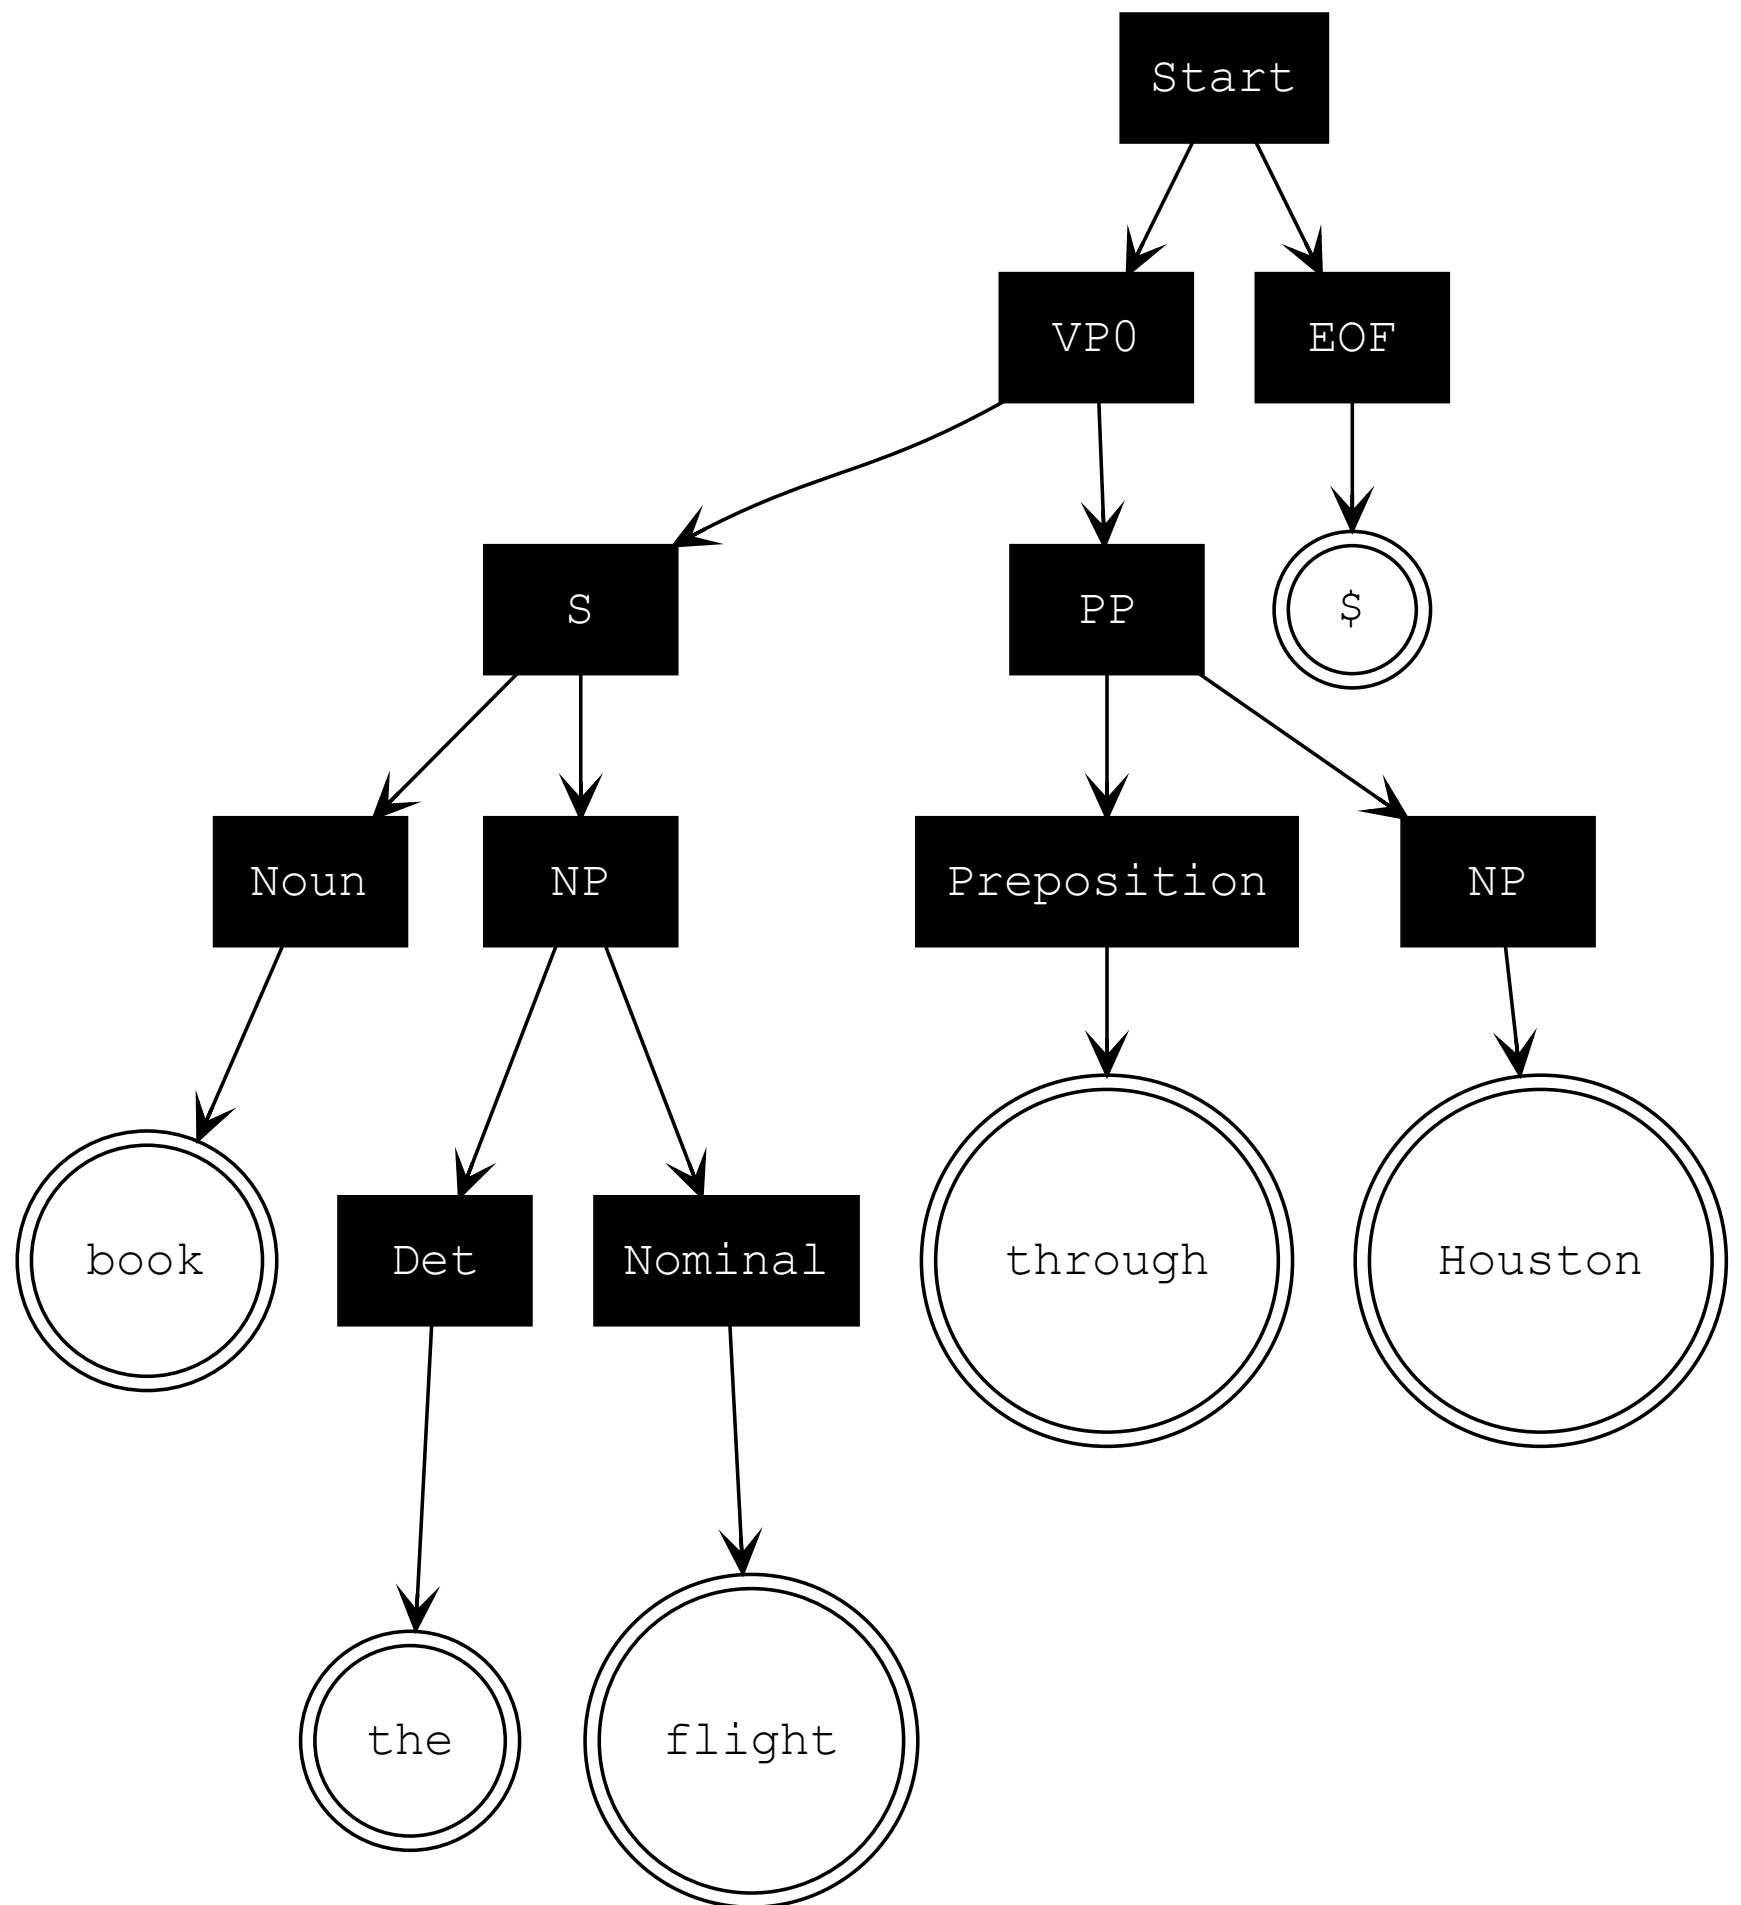 Start
VP0
EOF
S
PP
$
Noun
NP
Preposition
NP
book
Det
Nominal
through
Houston
the
flight